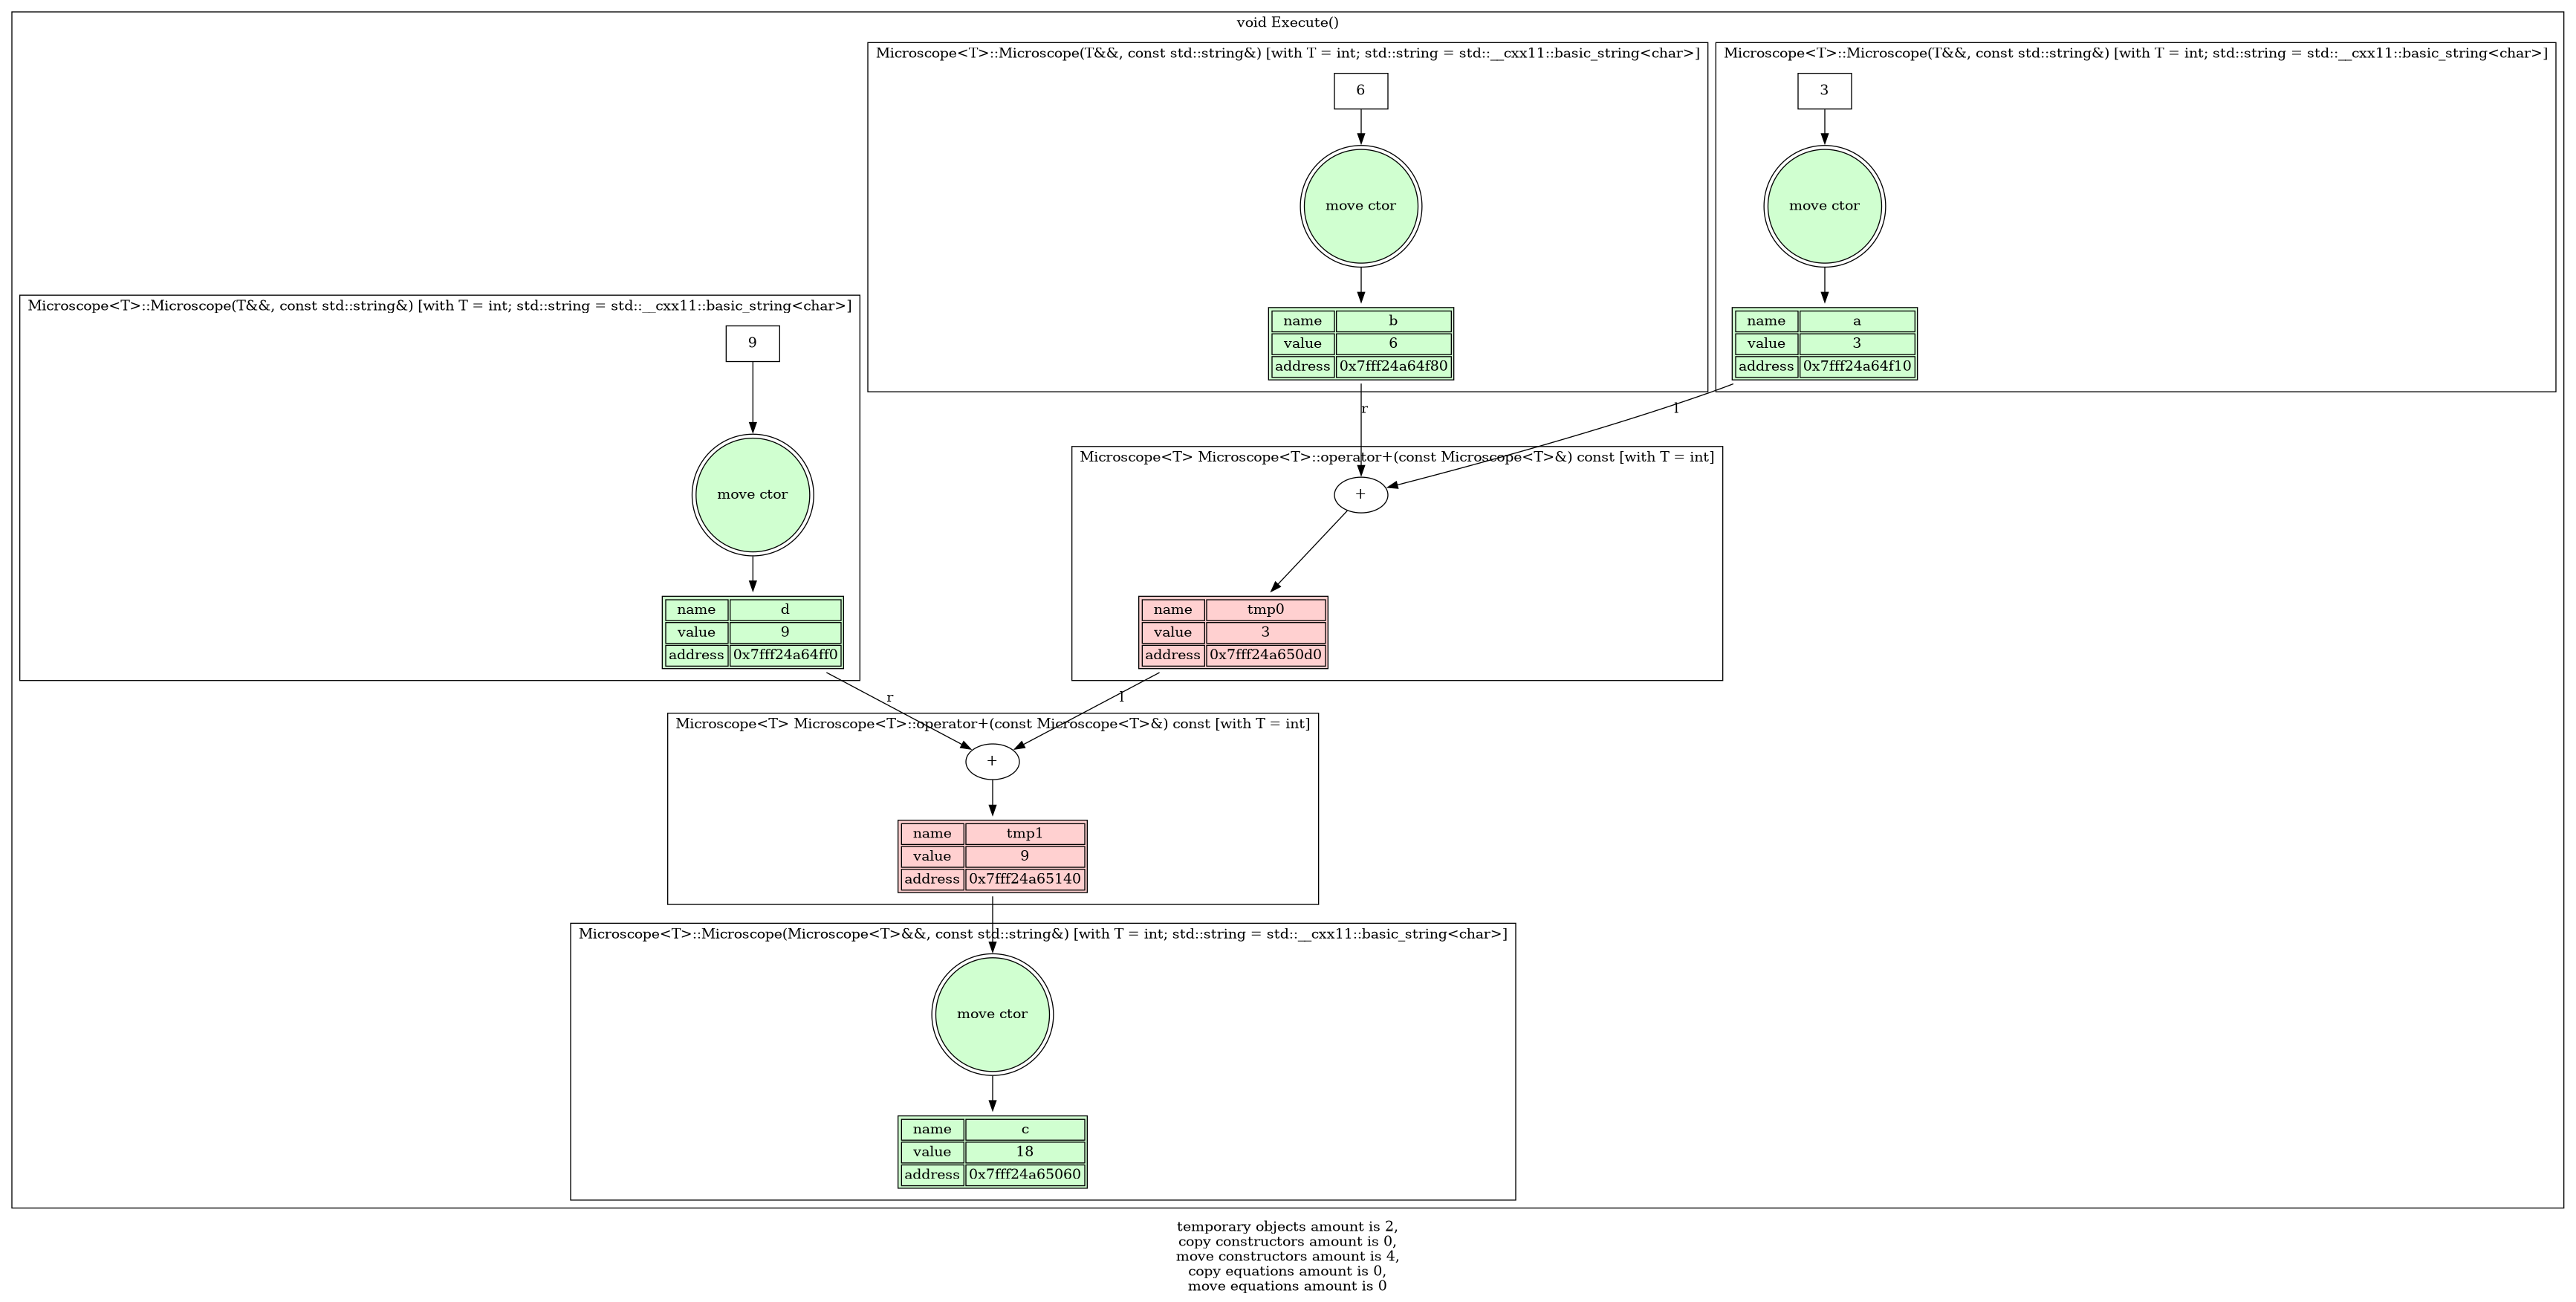 void Execute()
Microscope<T>::Microscope(T&&, const std::string&) [with T = int; std::string = std::__cxx11::basic_string<char>]
6
move ctor
name b
value 6
address 0x7fff24a64f80
Microscope<T>::Microscope(T&&, const std::string&) [with T = int; std::string = std::__cxx11::basic_string<char>]
3
move ctor
name a
value 3
address 0x7fff24a64f10
Microscope<T>::Microscope(T&&, const std::string&) [with T = int; std::string = std::__cxx11::basic_string<char>]
9
move ctor
name d
value 9
address 0x7fff24a64ff0
r
l
Microscope<T> Microscope<T>::operator+(const Microscope<T>&) const [with T = int]
+
name tmp0
value 3
address 0x7fff24a650d0
r
l
Microscope<T> Microscope<T>::operator+(const Microscope<T>&) const [with T = int]
+
name tmp1
value 9
address 0x7fff24a65140
Microscope<T>::Microscope(Microscope<T>&&, const std::string&) [with T = int; std::string = std::__cxx11::basic_string<char>]
move ctor
name c
value 18
address 0x7fff24a65060
temporary objects amount is 2,
copy constructors amount is 0,
move constructors amount is 4,
copy equations amount is 0,
move equations amount is 0